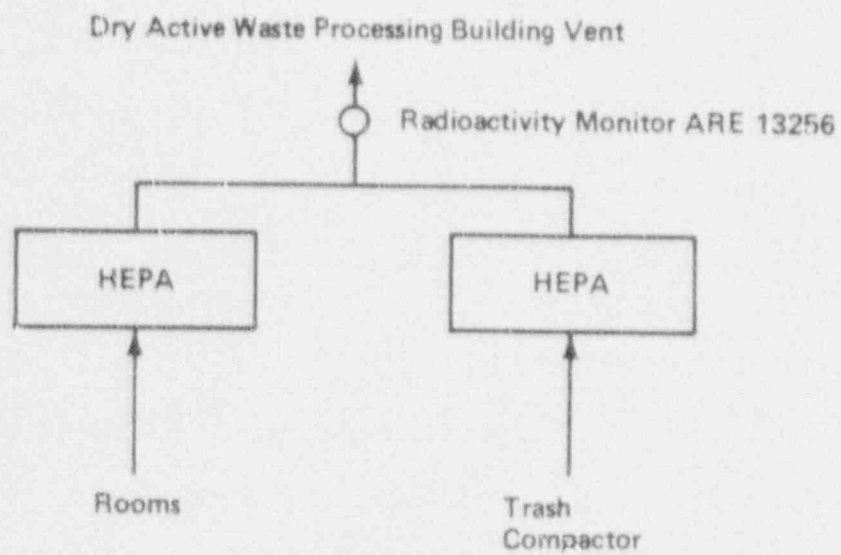 Dry Active Waste Processing Building Vent
Radioactivity Monitor ARE 13256
HEPA
HEPA
Rooms
Trash
Compactor